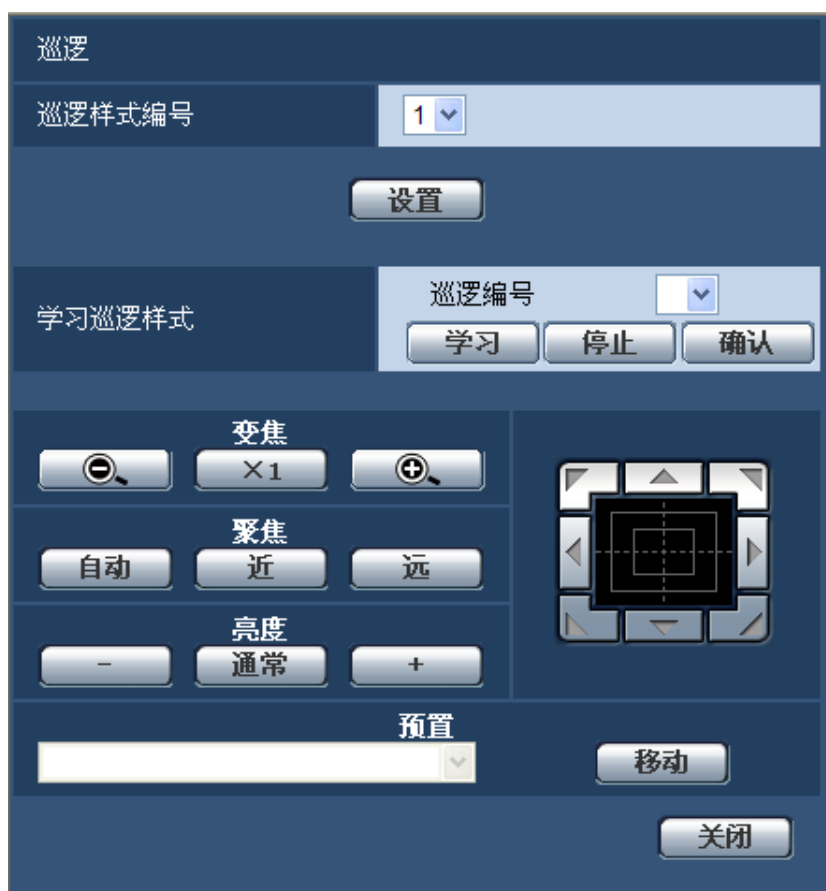 巡逻
巡逻样式编号 1
设置
学习巡逻样式
巡逻编号
学习 停止 确认
变焦
×1
聚焦
自动 近 远
亮度
- 通常 +
预置
移动
关闭